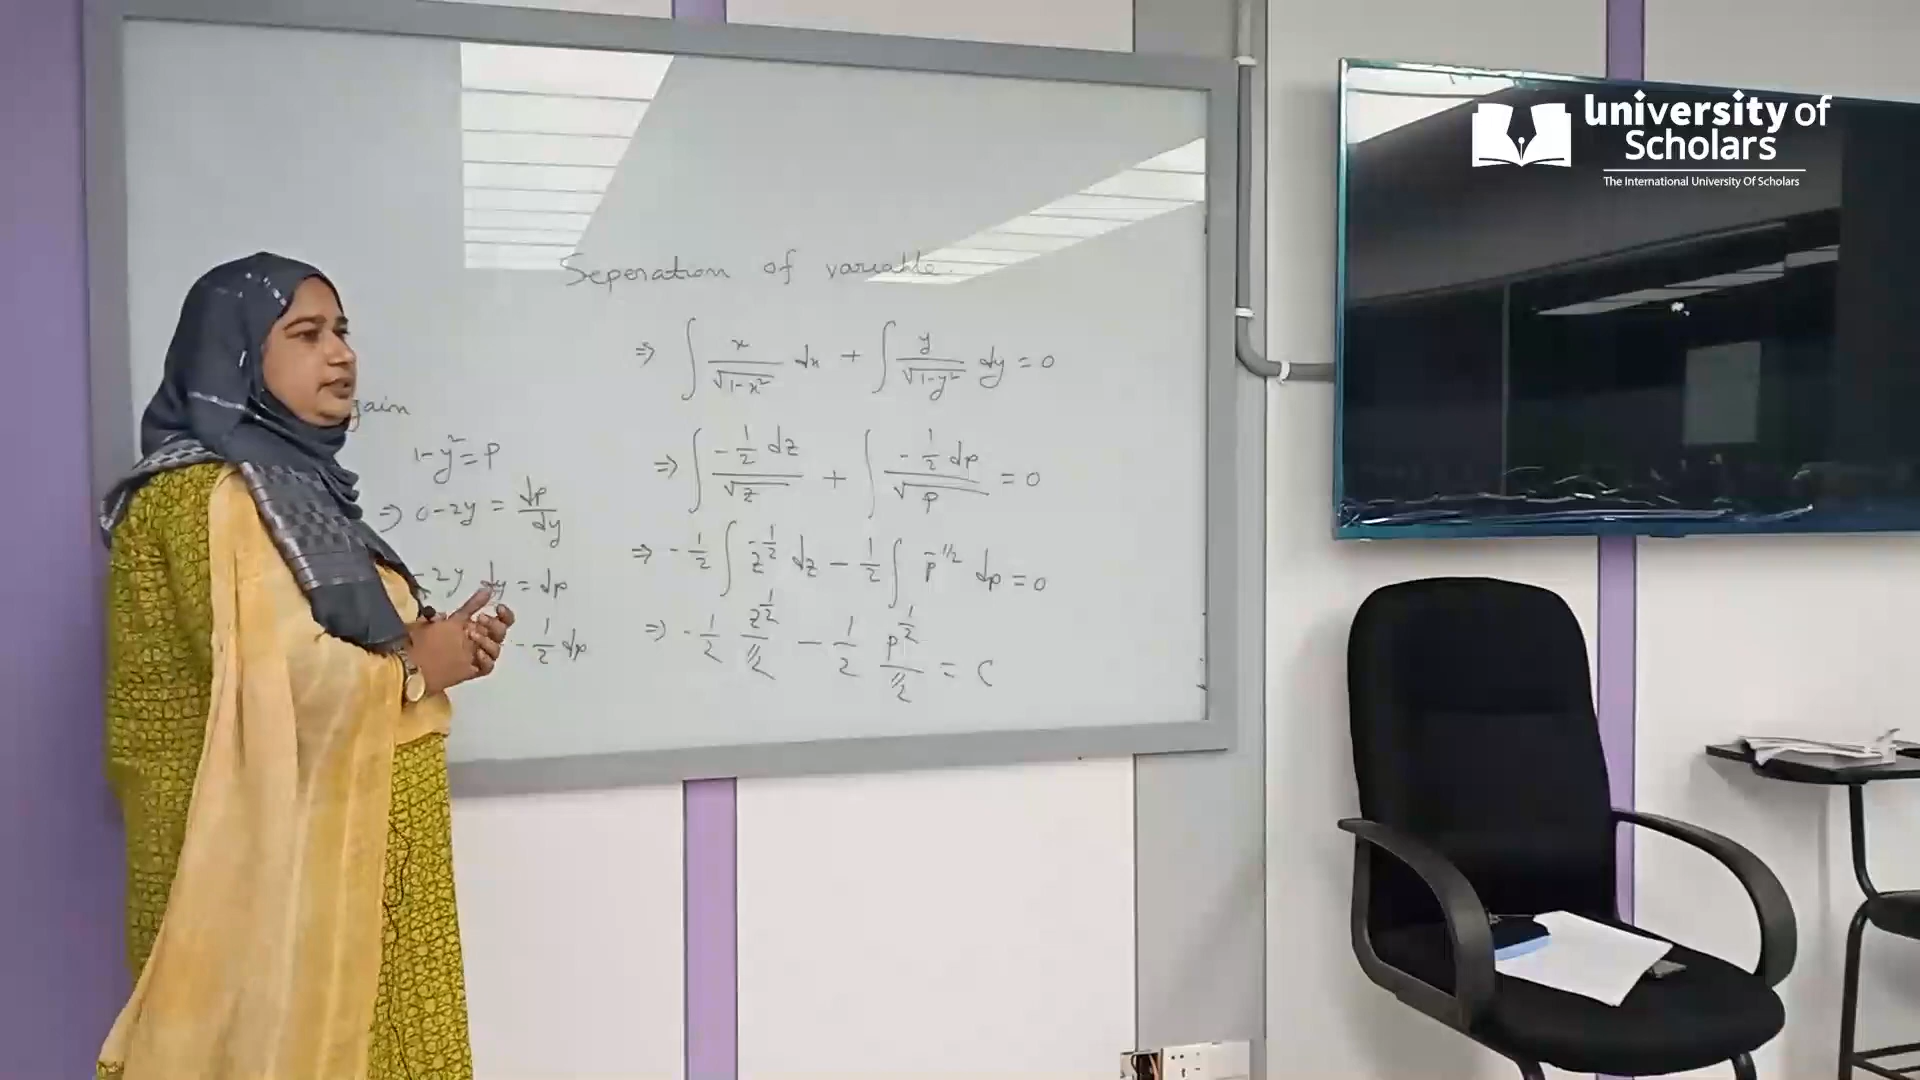 University of
Scholars
The International University Of Scholars
Seperation of variable.
⇒ ∫ x/√(1-x²) dx + ∫ y/√(1-y²) dy = 0
⇒ ∫ (-1/2 dz)/√z + ∫ (-1/2 dp)/√p = 0
⇒ -1/2 ∫ z^(-1/2) dz - 1/2 ∫ p^(-1/2) dp = 0
⇒ -1/2 z^(1/2)/(1/2) - 1/2 p^(1/2)/(1/2) = C
gain
1-y² = P
⇒ 0-2y = dp/dy
-2y dy = dp
-1/2 dp